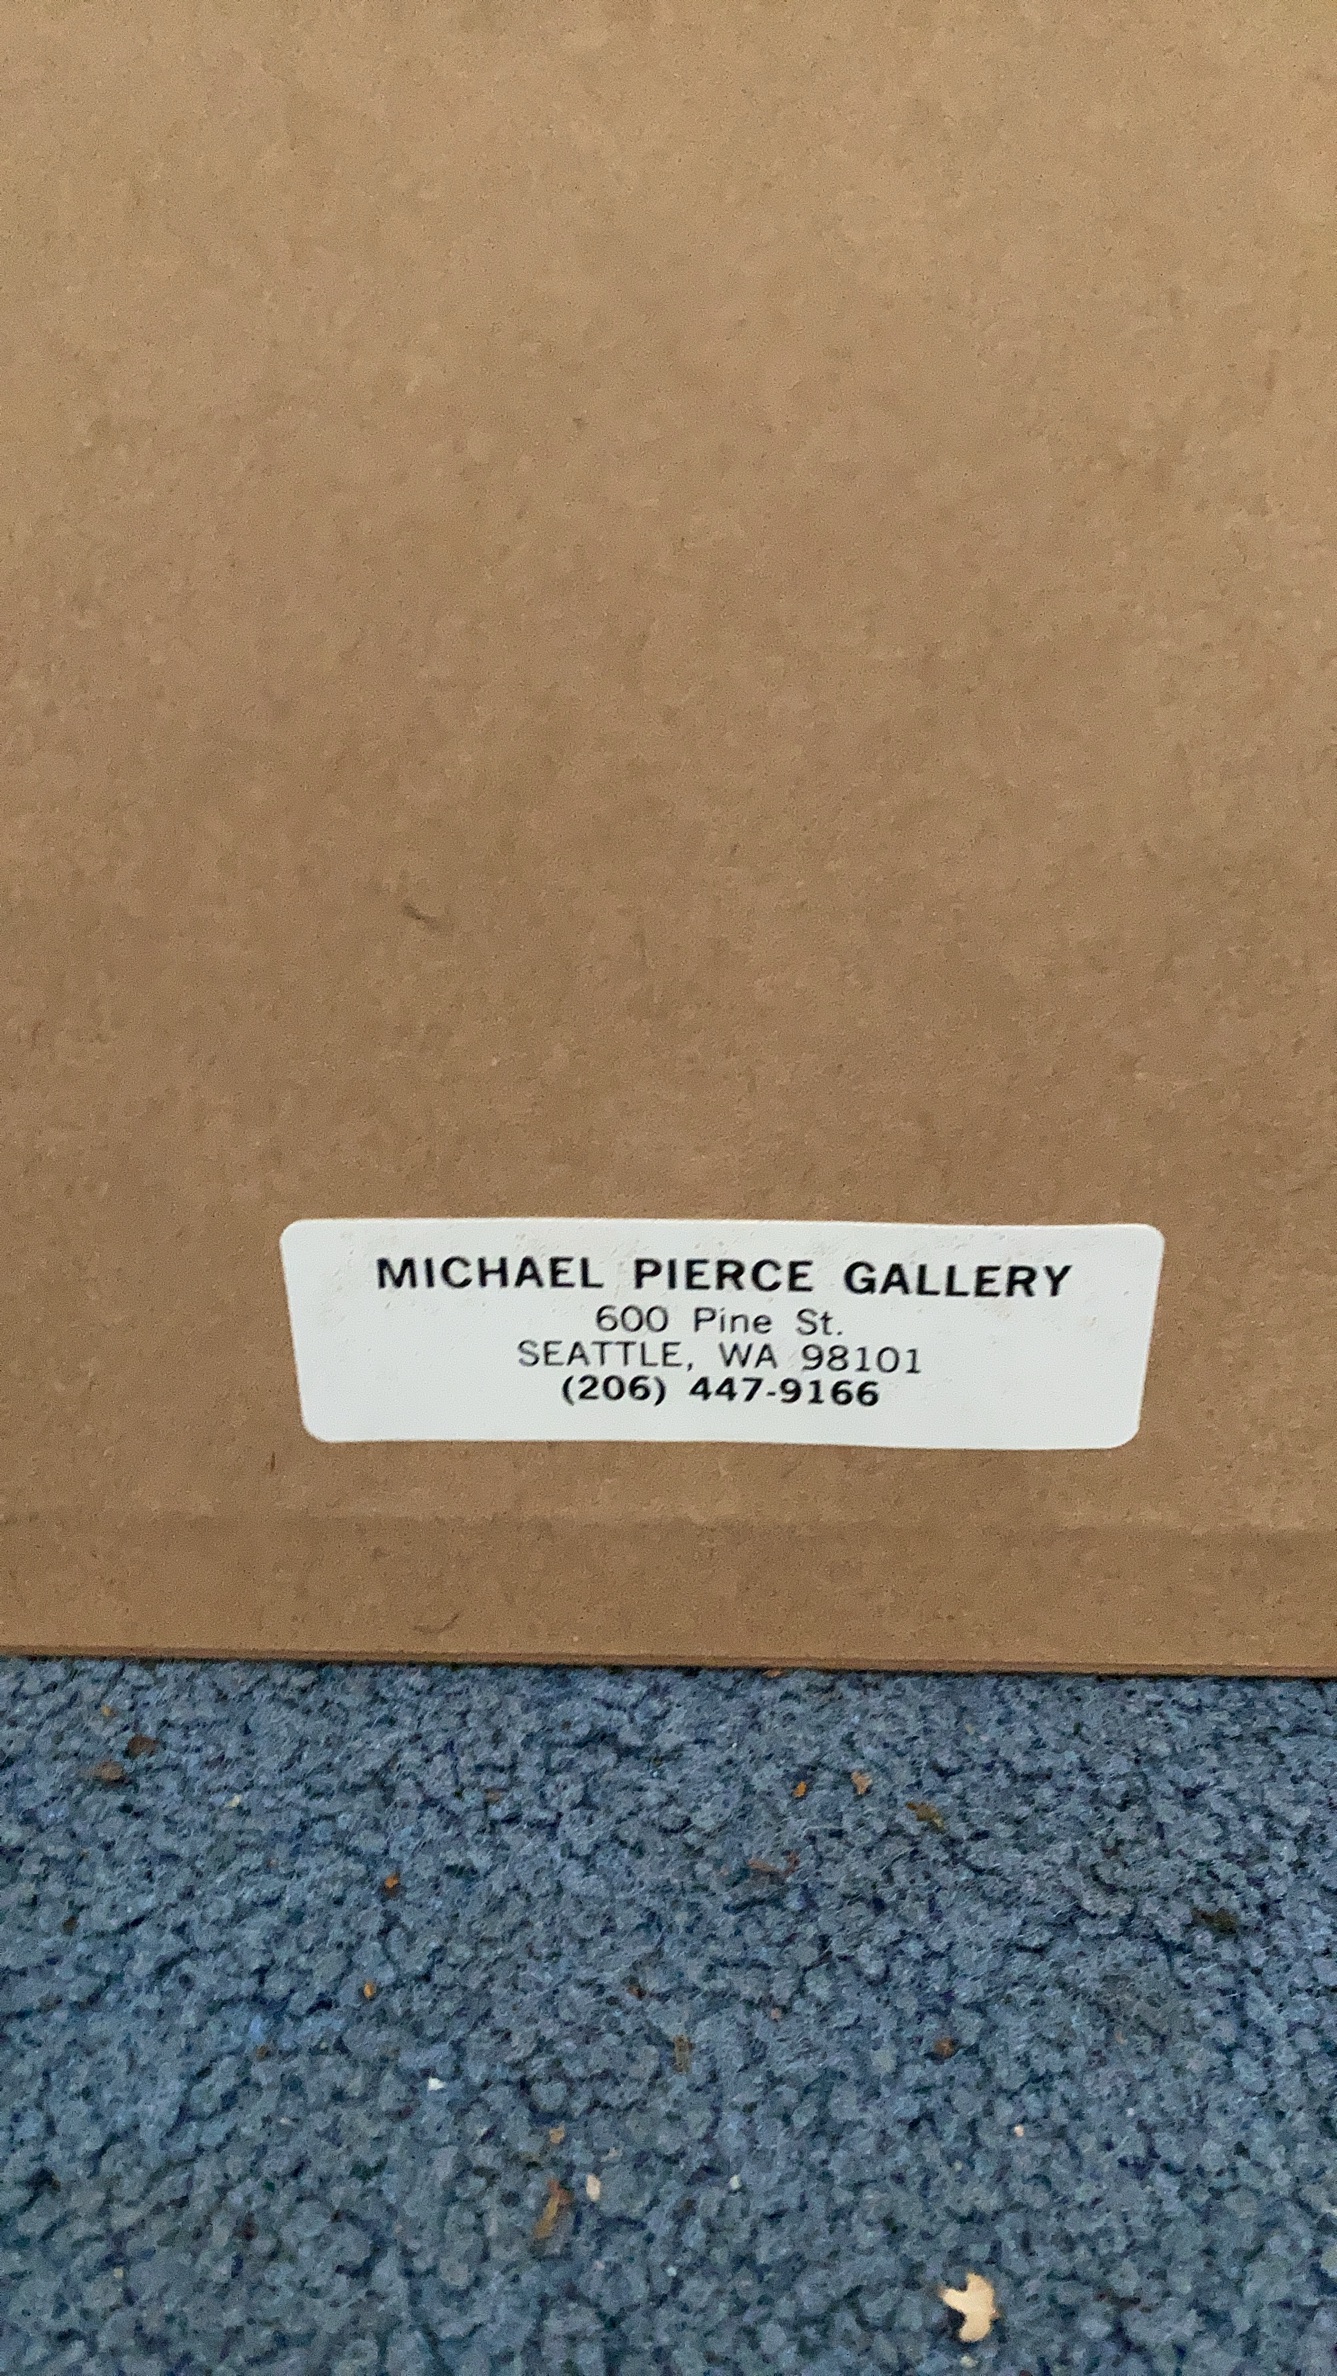 MICHAEL PIERCE GALLERY
600 Pine St.
SEATTLE, WA 98101
(206) 447-9166